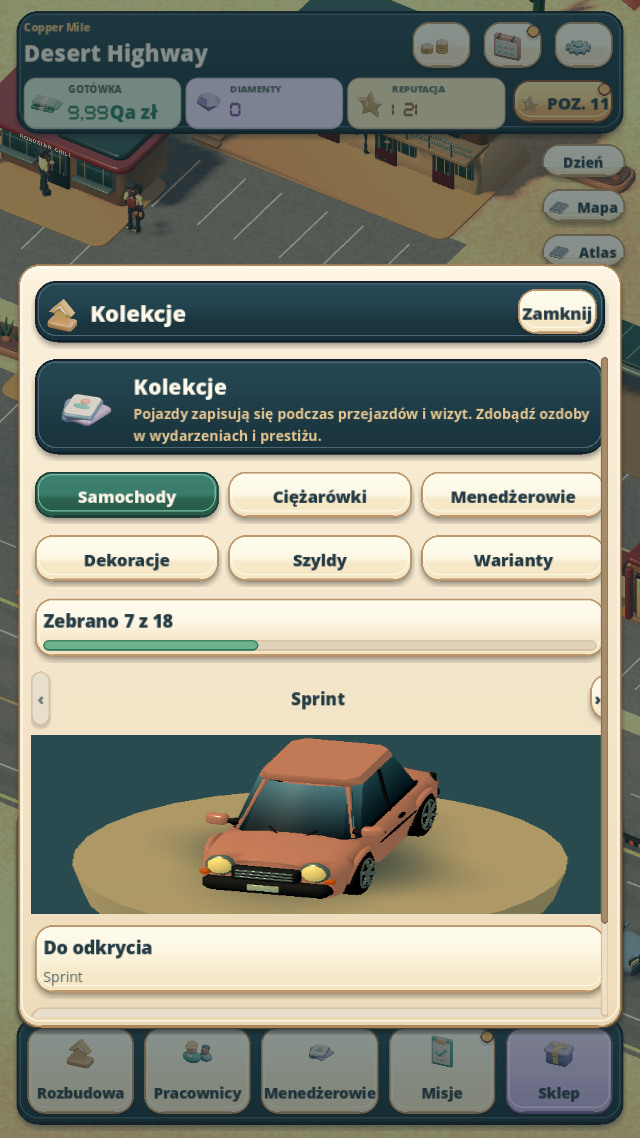 Copper Mile
Desert Highway
GOTÓWKA
9,99Qa zł
DIAMENTY
0
REPUTACJA
POZ. 11
ROADSTAR GRILL
Dzień
Mapa
Atlas
Kolekcje
Zamknij
Kolekcje
Pojazdy zapisują się podczas przejazdów i wizyt. Zdobądź ozdoby
w wydarzeniach i prestiżu.
Samochody
Ciężarówki
Menedżerowie
Dekoracje
Szyldy
Warianty
Zebrano 7 z 18
‹
Sprint
›
Do odkrycia
Sprint
Rozbudowa
Pracownicy
Menedżerowie
Misje
Sklep